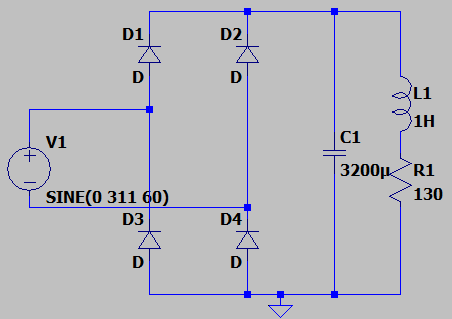 D1 D2
D D
L1
1H
V1
C1
3200µ
R1
130
SINE(0 311 60)
D3 D4
D D